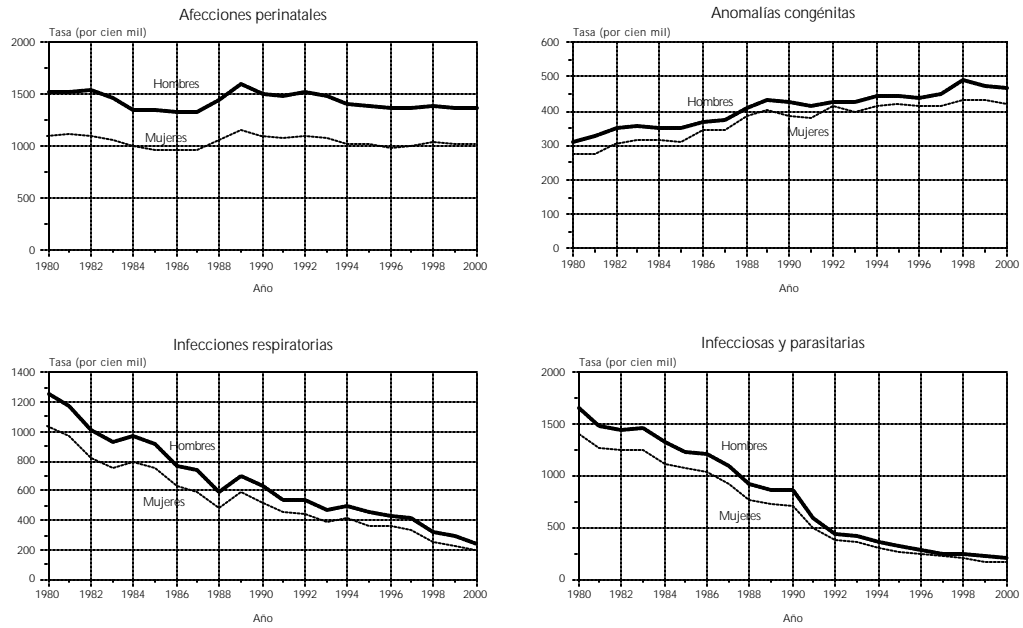 Afecciones perinatales
Tasa (por cien mil)
2000
1500
1000
500
0
Hombres
Mujeres
1980 1982 1984 1986 1988 1990 1992 1994 1996 1998 2000
Año
Anomalías congénitas
Tasa (por cien mil)
600
500
400
300
200
100
0
Hombres
Mujeres
1980 1982 1984 1986 1988 1990 1992 1994 1996 1998 2000
Año
Infecciones respiratorias
Tasa (por cien mil)
1400
1200
1000
800
600
400
200
0
Hombres
Mujeres
1980 1982 1984 1986 1988 1990 1992 1994 1996 1998 2000
Año
Infecciosas y parasitarias
Tasa (por cien mil)
2000
1500
1000
500
0
Hombres
Mujeres
1980 1982 1984 1986 1988 1990 1992 1994 1996 1998 2000
Año